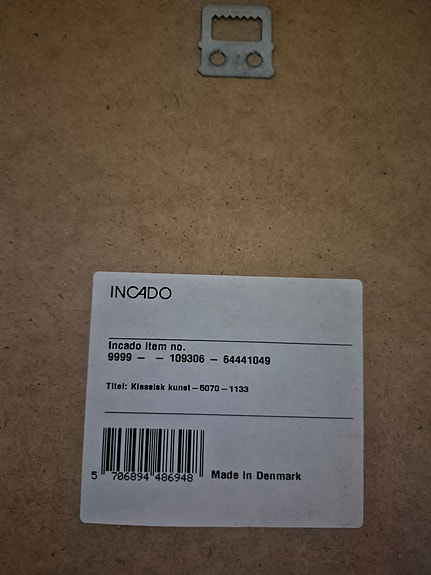 INCADO
Incado Item no.
9999 – – 109306 – 64441049
Titel: Klassisk kunst – 5070 – 1133
5 706894 486948
Made in Denmark